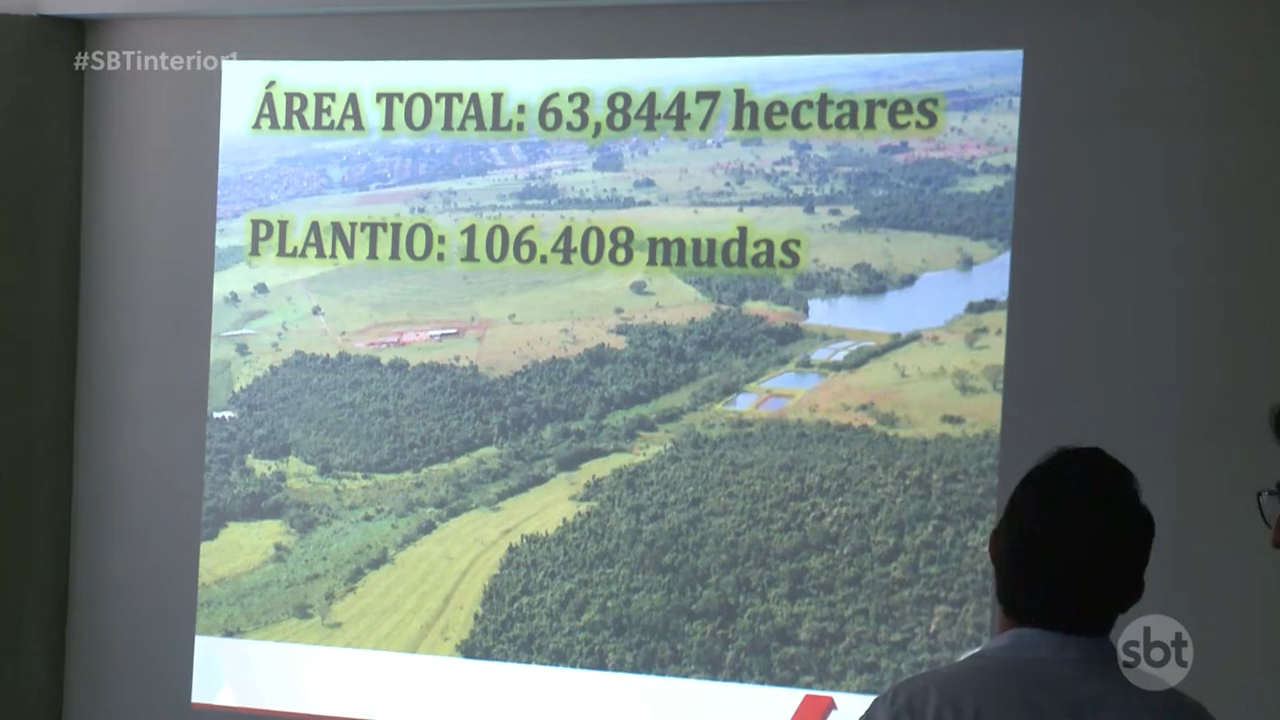 #SBTinterior1
ÁREA TOTAL: 63,8447 hectares
PLANTIO: 106.408 mudas
sbt